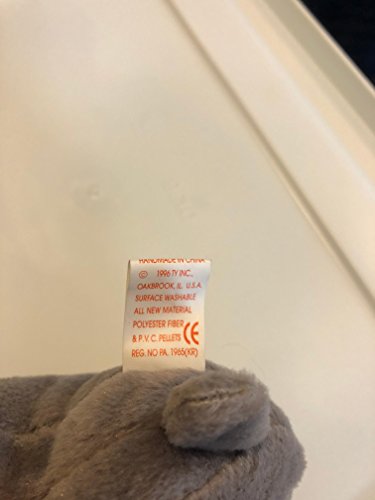 HANDMADE IN CHINA
© 1996 TY INC.,
OAKBROOK, IL. U.S.A.
SURFACE WASHABLE
ALL NEW MATERIAL
POLYESTER FIBER
& P.V.C. PELLETS CE
REG. NO PA. 1965(KR)